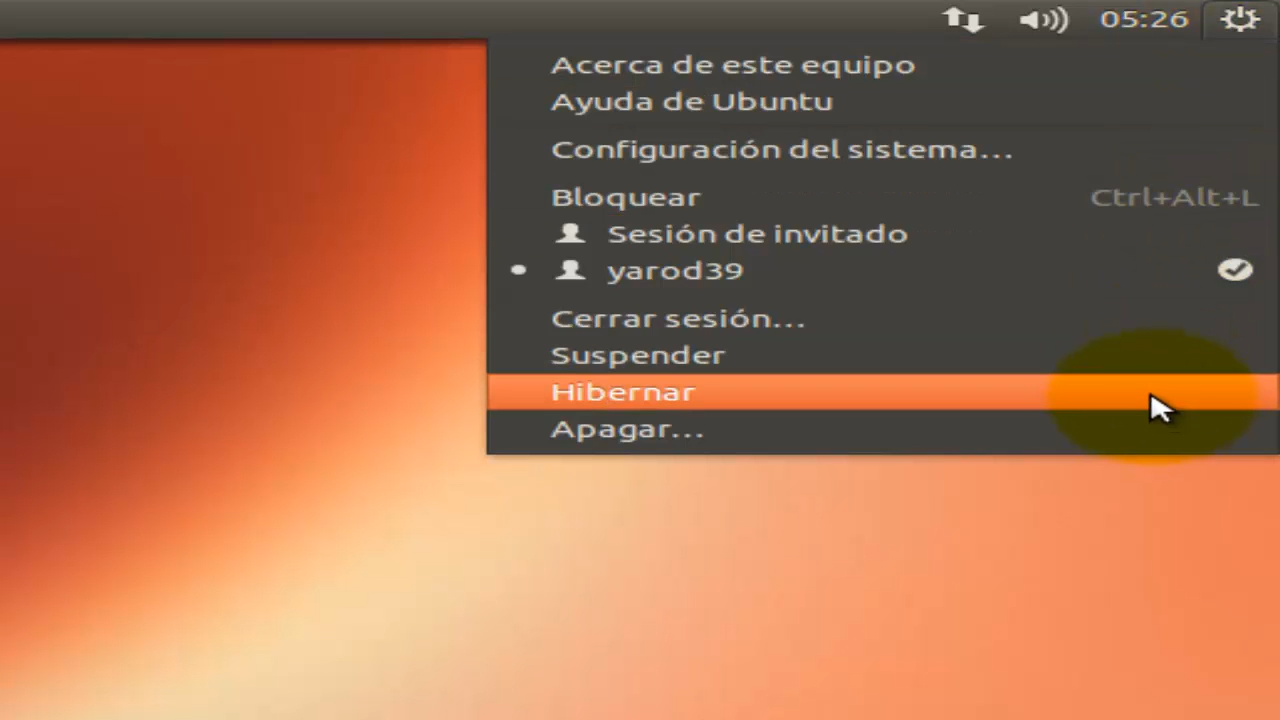 05:26
Acerca de este equipo
Ayuda de Ubuntu
Configuración del sistema...
Bloquear Ctrl+Alt+L
Sesión de invitado
yarod39
Cerrar sesión...
Suspender
Hibernar
Apagar...